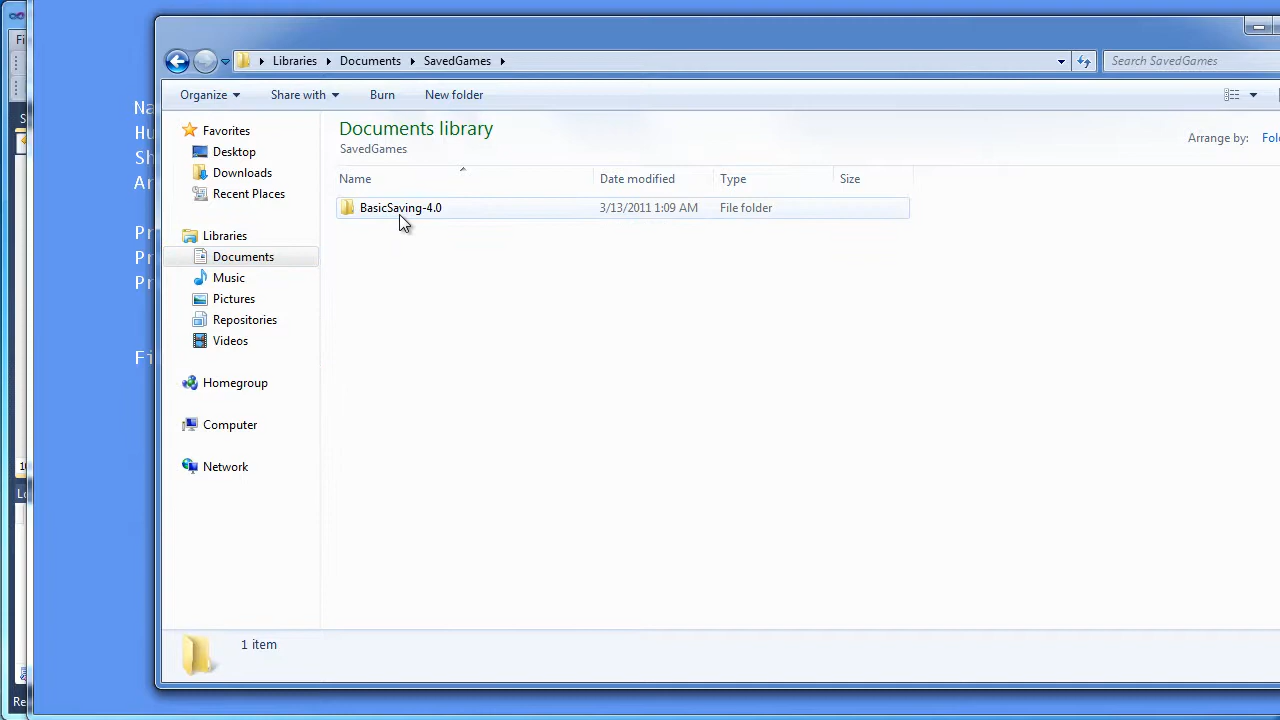 Libraries Documents SavedGames
Search SavedGames
Organize Share with Burn New folder
Documents library
SavedGames
Arrange by:
Name Date modified Type Size
BasicSaving-4.0 3/13/2011 1:09 AM File folder
Favorites
Desktop
Downloads
Recent Places
Libraries
Documents
Music
Pictures
Repositories
Videos
Homegroup
Computer
Network
1 item